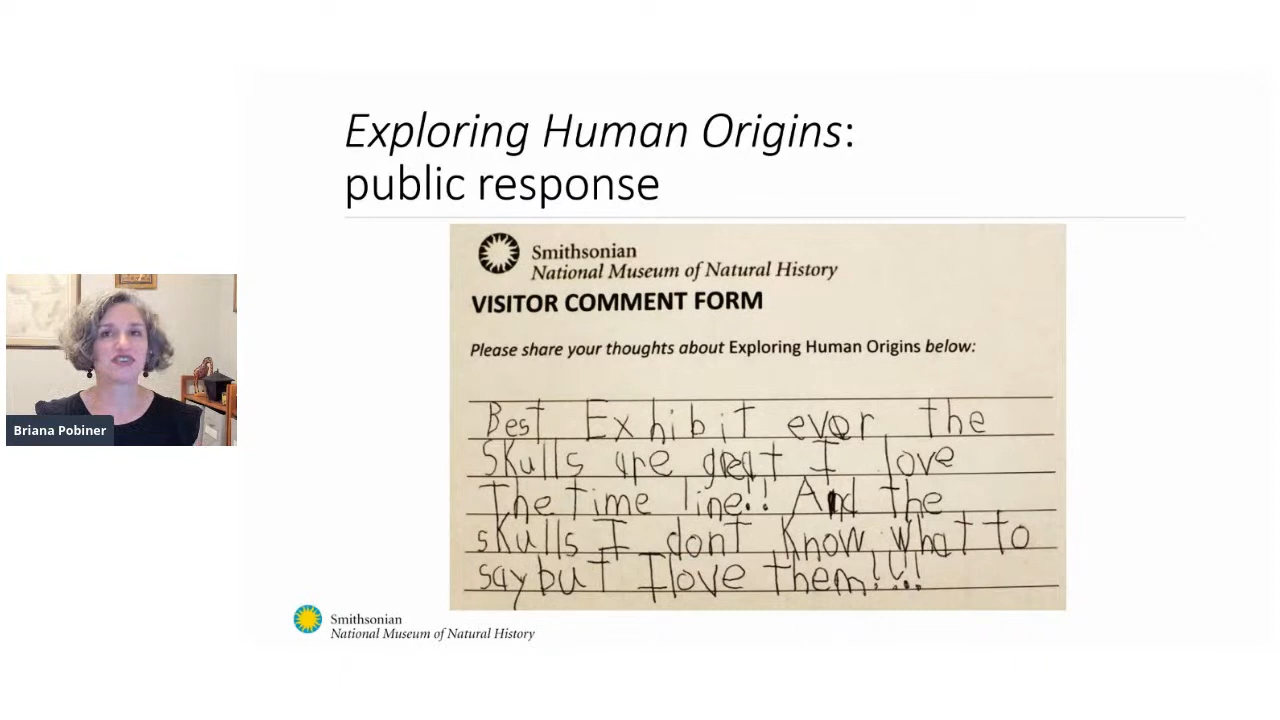 Exploring Human Origins:
public response
Smithsonian
National Museum of Natural History
VISITOR COMMENT FORM
Please share your thoughts about Exploring Human Origins below:
Best Exhibit ever the
Skulls are great I love
The time line!! And the
skulls I dont Know what to
say but I love them!!!!
Briana Pobiner
Smithsonian
National Museum of Natural History